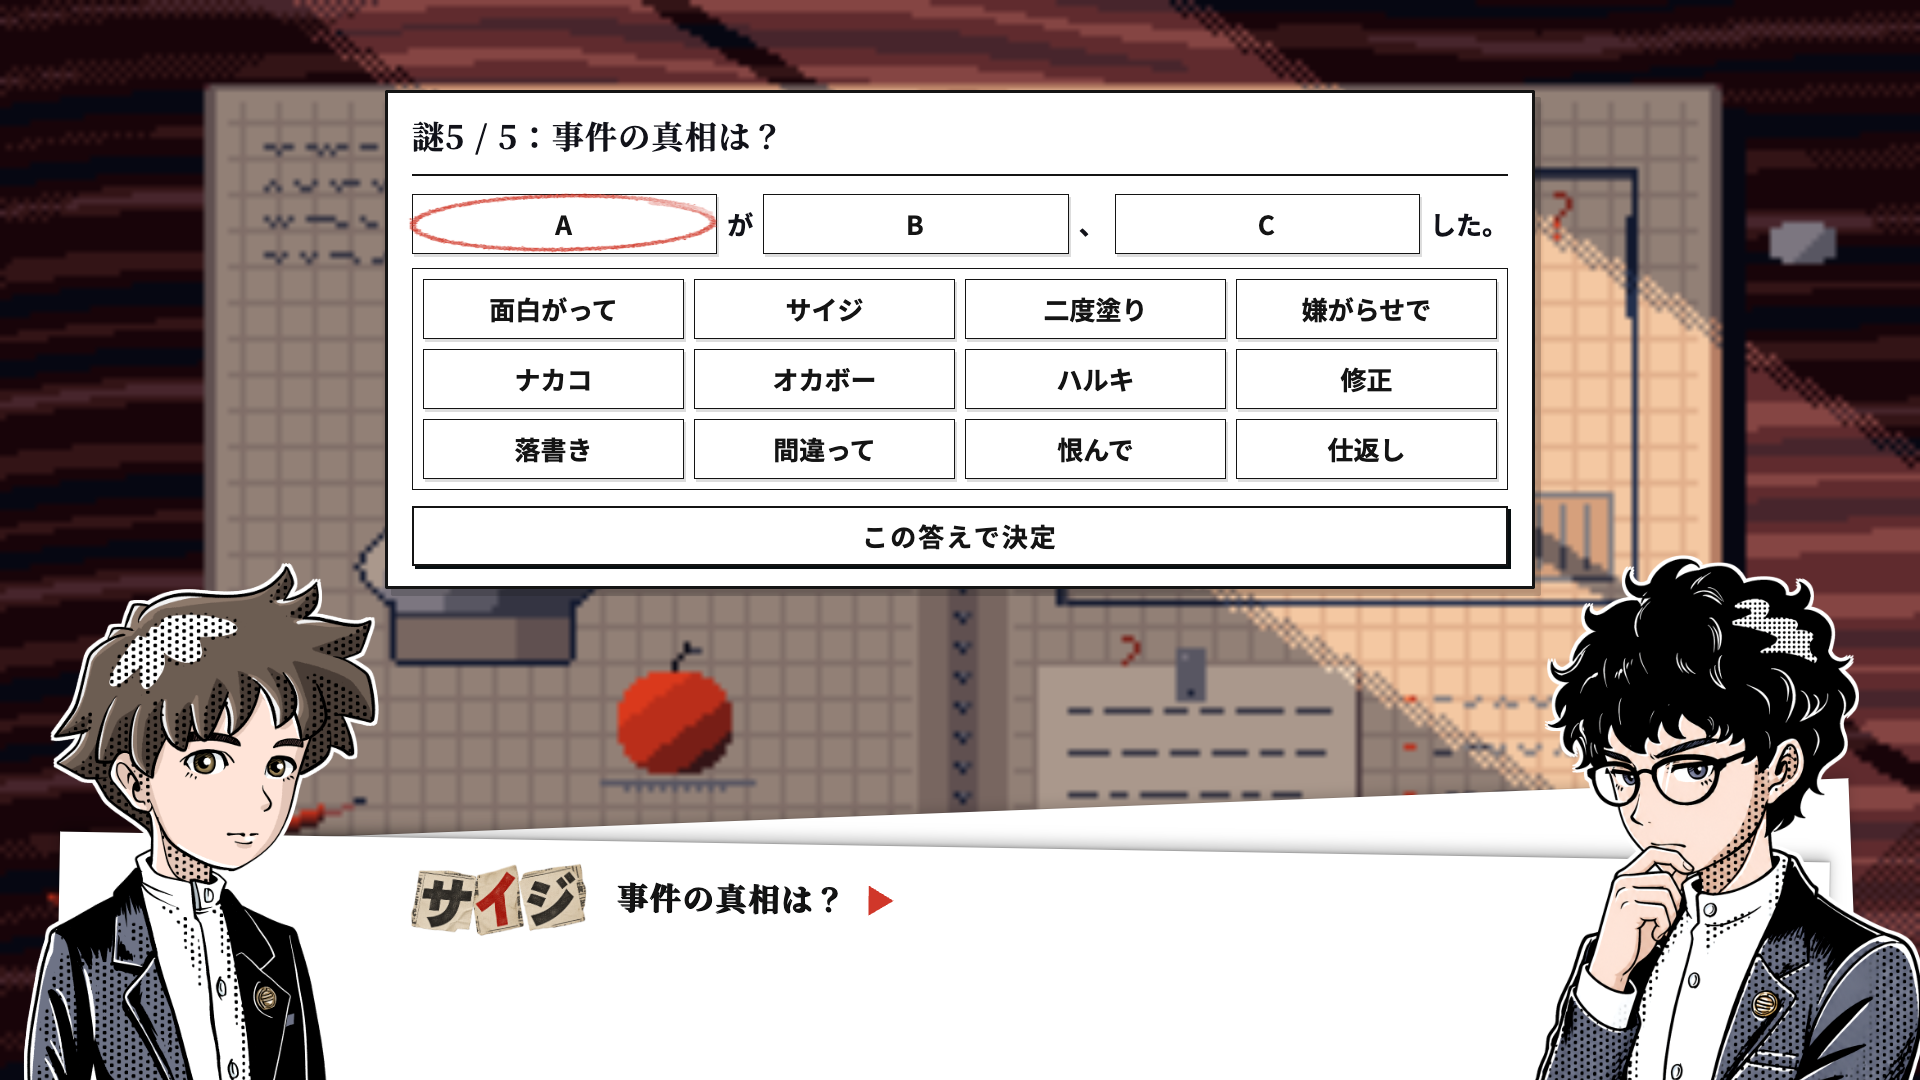 謎5 / 5：事件の真相は？
A が B 、 C した。
面白がって サイジ 二度塗り 嫌がらせで
ナカコ オカボー ハルキ 修正
落書き 間違って 恨んで 仕返し
この答えで決定
サイジ 事件の真相は？